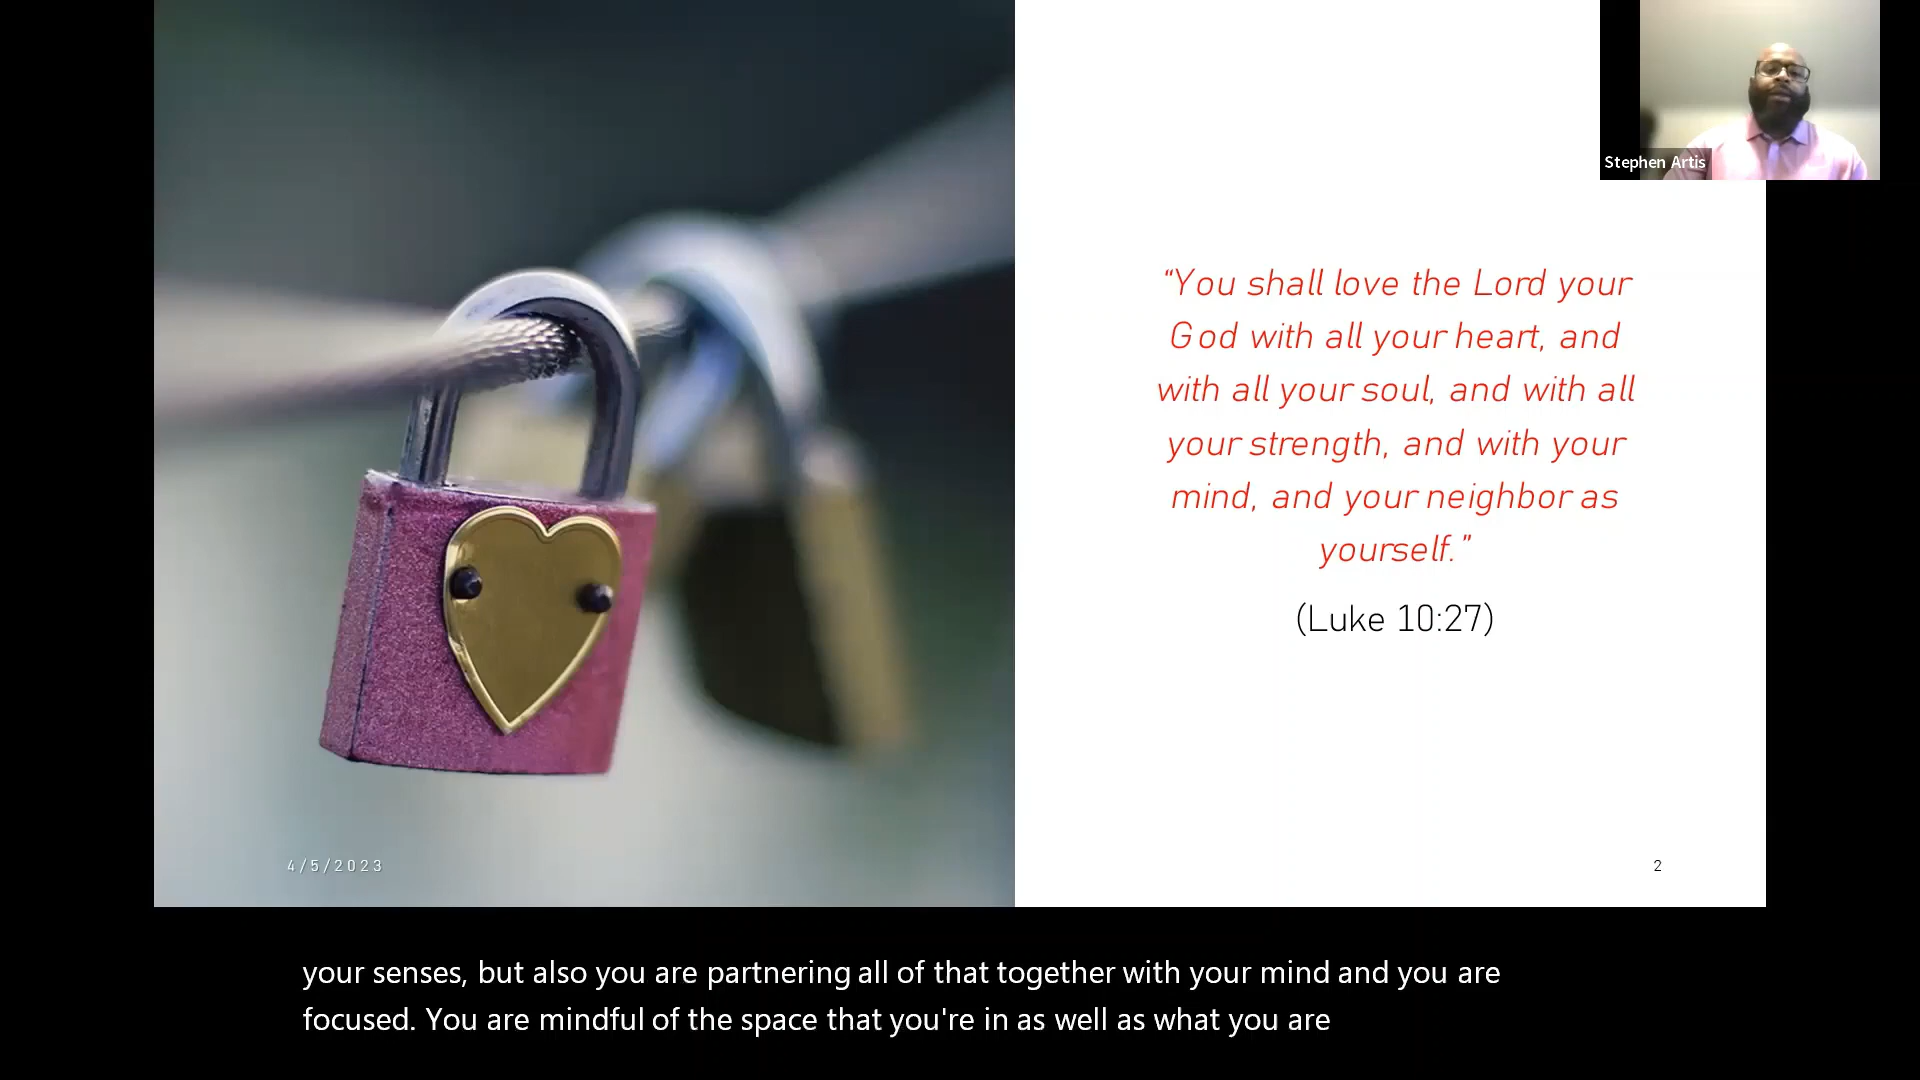 Stephen Artis
“You shall love the Lord your
God with all your heart, and
with all your soul, and with all
your strength, and with your
mind, and your neighbor as
yourself.”
(Luke 10:27)
4/5/2023
2
your senses, but also you are partnering all of that together with your mind and you are
focused. You are mindful of the space that you're in as well as what you are